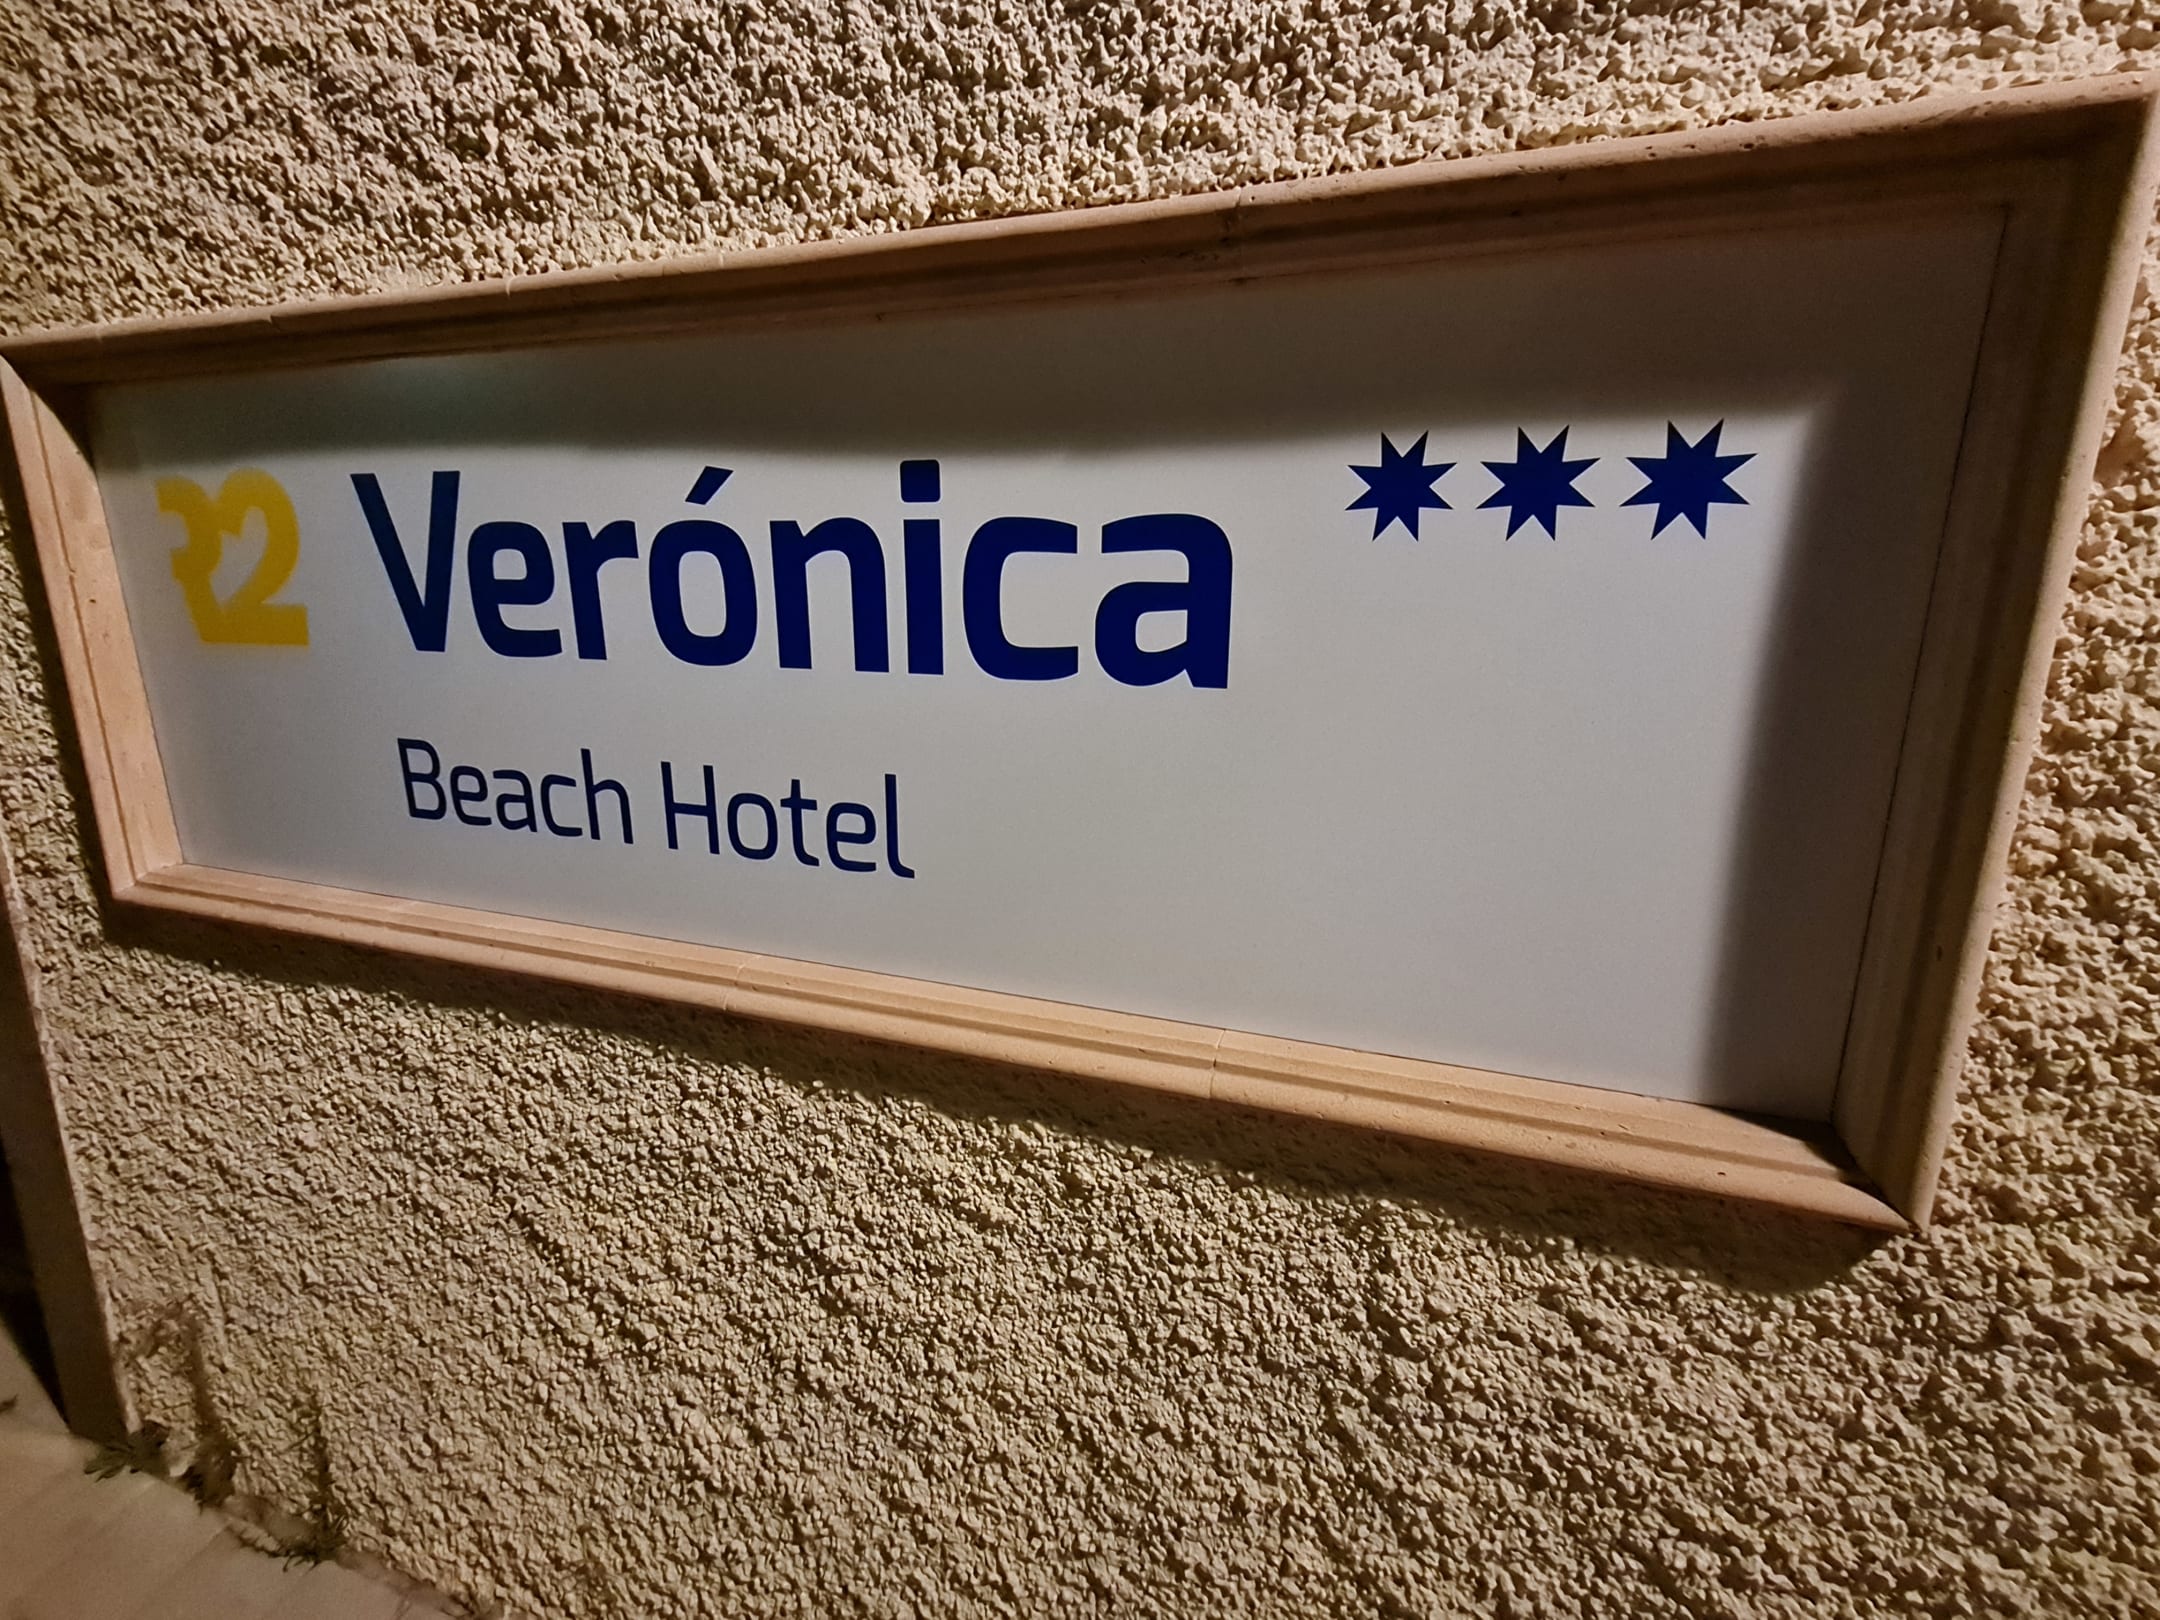 R2 Verónica ***
Beach Hotel